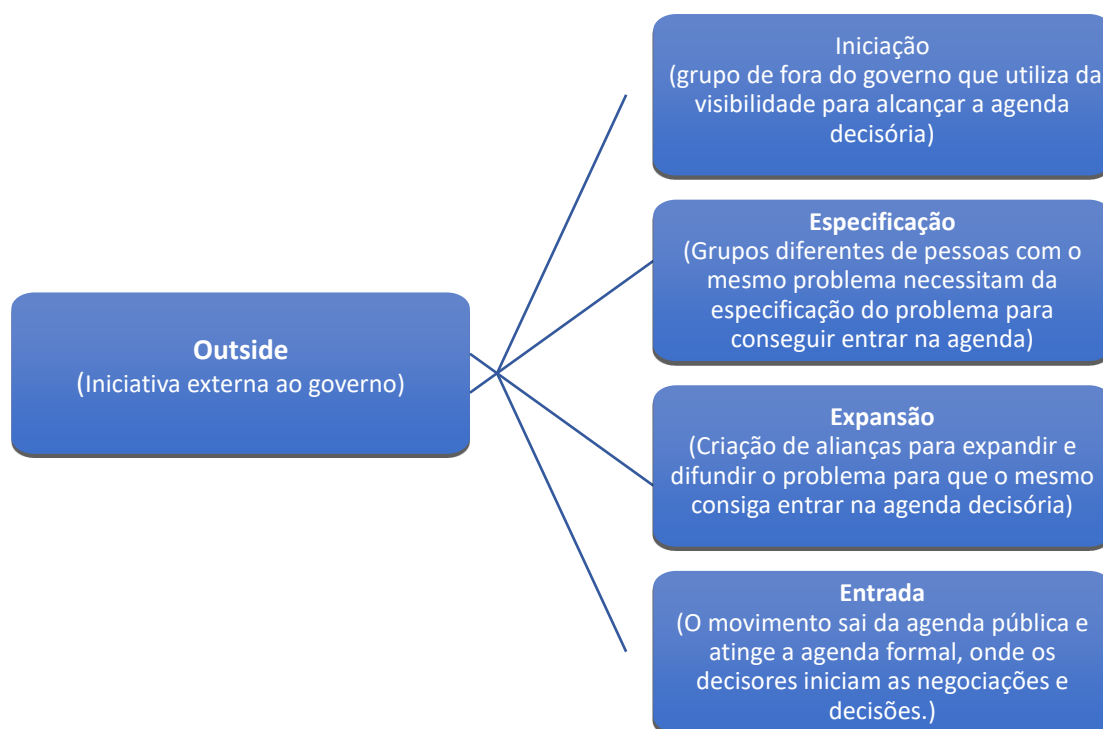 Outside
(Iniciativa externa ao governo)
Iniciação
(grupo de fora do governo que utiliza da
visibilidade para alcançar a agenda
decisória)
Especificação
(Grupos diferentes de pessoas com o
mesmo problema necessitam da
especificação do problema para
conseguir entrar na agenda)
Expansão
(Criação de alianças para expandir e
difundir o problema para que o mesmo
consiga entrar na agenda decisória)
Entrada
(O movimento sai da agenda pública e
atinge a agenda formal, onde os
decisores iniciam as negociações e
decisões.)